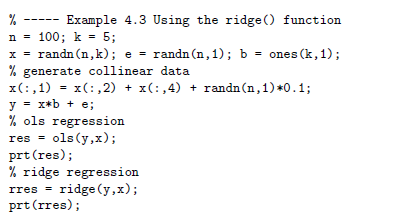 % ----- Example 4.3 Using the ridge() function
n = 100; k = 5;
x = randn(n,k); e = randn(n,1); b = ones(k,1);
% generate collinear data
x(:,1) = x(:,2) + x(:,4) + randn(n,1)*0.1;
y = x*b + e;
% ols regression
res = ols(y,x);
prt(res);
% ridge regression
rres = ridge(y,x);
prt(rres);